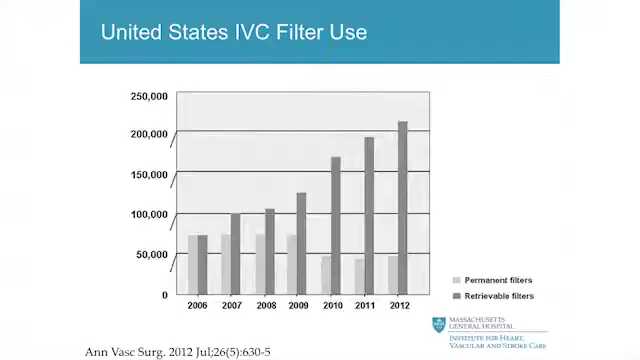 United States IVC Filter Use
250,000
200,000
150,000
100,000
50,000
0
2006 2007 2008 2009 2010 2011 2012
Permanent filters
Retrievable filters
MASSACHUSETTS
GENERAL HOSPITAL
INSTITUTE FOR HEART,
VASCULAR AND STROKE CARE
Ann Vasc Surg. 2012 Jul;26(5):630-5